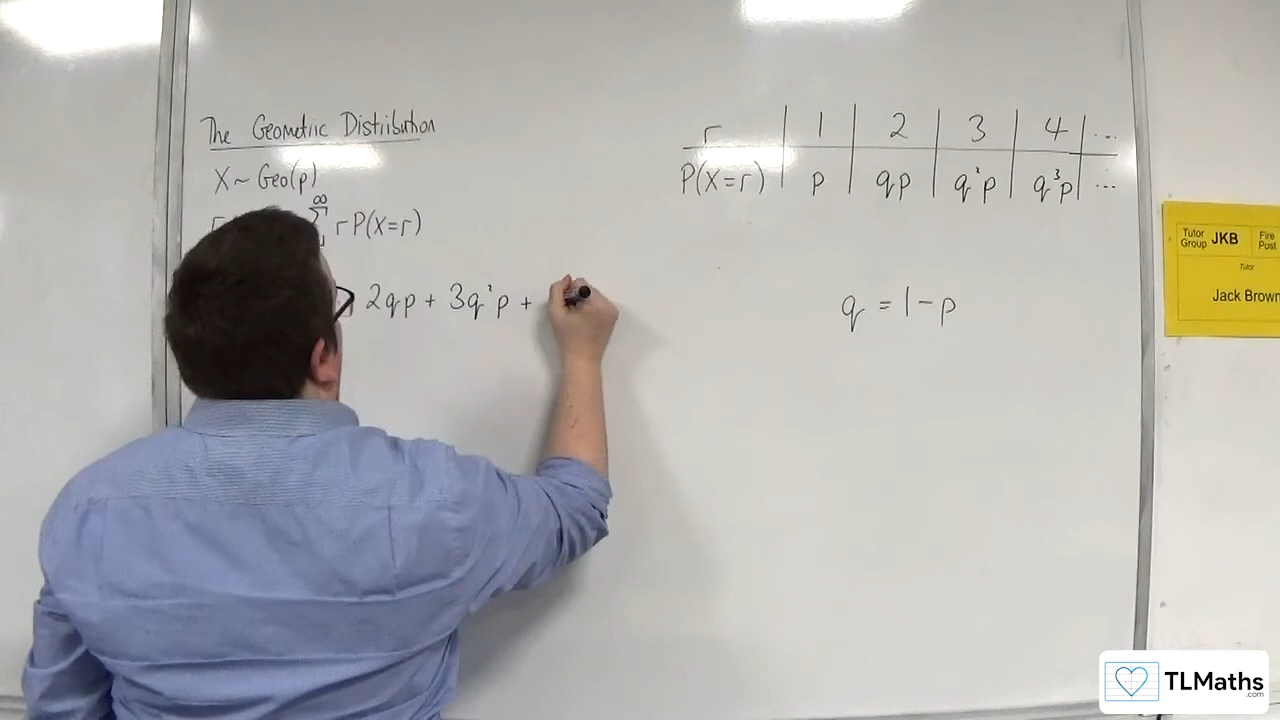 The Geometric Distribution
X ~ Geo(p)
∞
Σ r P(X=r)
2qp + 3q²p +
r | 1 | 2 | 3 | 4 | ...
P(X=r) | p | qp | q²p | q³p | ...
q = 1 - p
Tutor Group JKB Fire Post
Tutor
Jack Brown
TLMaths
.com